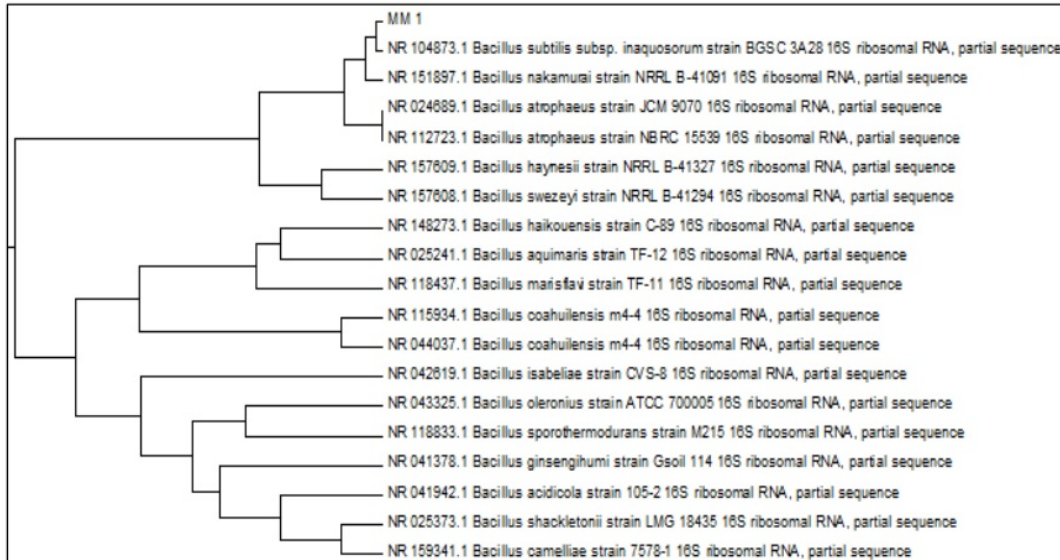 MM 1
NR 104873.1 Bacillus subtilis subsp. inaquosorum strain BGSC 3A28 16S ribosomal RNA, partial sequence
NR 151897.1 Bacillus nakamurai strain NRRL B-41091 16S ribosomal RNA, partial sequence
NR 024689.1 Bacillus atrophaeus strain JCM 9070 16S ribosomal RNA, partial sequence
NR 112723.1 Bacillus atrophaeus strain NBRC 15539 16S ribosomal RNA, partial sequence
NR 157609.1 Bacillus haynesii strain NRRL B-41327 16S ribosomal RNA, partial sequence
NR 157608.1 Bacillus swezeyi strain NRRL B-41294 16S ribosomal RNA, partial sequence
NR 148273.1 Bacillus haikouensis strain C-89 16S ribosomal RNA, partial sequence
NR 025241.1 Bacillus aquimaris strain TF-12 16S ribosomal RNA, partial sequence
NR 118437.1 Bacillus marisflavi strain TF-11 16S ribosomal RNA, partial sequence
NR 115934.1 Bacillus coahuilensis m4-4 16S ribosomal RNA, partial sequence
NR 044037.1 Bacillus coahuilensis m4-4 16S ribosomal RNA, partial sequence
NR 042619.1 Bacillus isabeliae strain CVS-8 16S ribosomal RNA, partial sequence
NR 043325.1 Bacillus oleronius strain ATCC 700005 16S ribosomal RNA, partial sequence
NR 118833.1 Bacillus sporothermodurans strain M215 16S ribosomal RNA, partial sequence
NR 041378.1 Bacillus ginsengihumi strain Gsoil 114 16S ribosomal RNA, partial sequence
NR 041942.1 Bacillus acidicola strain 105-2 16S ribosomal RNA, partial sequence
NR 025373.1 Bacillus shackletonii strain LMG 18435 16S ribosomal RNA, partial sequence
NR 159341.1 Bacillus camelliae strain 7578-1 16S ribosomal RNA, partial sequence